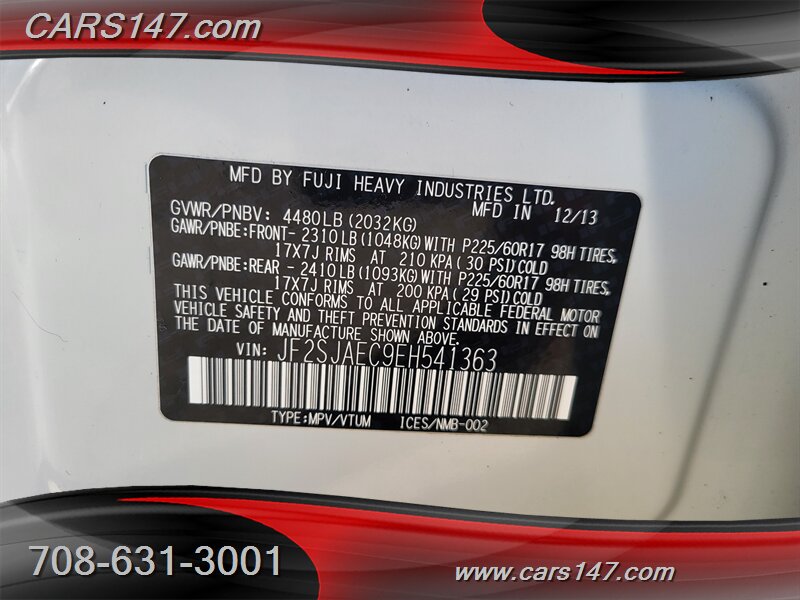 CARS147.com
MFD BY FUJI HEAVY INDUSTRIES LTD.
MFD IN 12/13
GVWR/PNBV: 4480LB (2032KG)
GAWR/PNBE:FRONT- 2310LB (1048KG) WITH P225/60R17 98H TIRES,
17X7J RIMS AT 210 KPA (30 PSI) COLD
GAWR/PNBE:REAR - 2410LB (1093KG) WITH P225/60R17 98H TIRES,
17X7J RIMS AT 200 KPA (29 PSI) COLD
THIS VEHICLE CONFORMS TO ALL APPLICABLE FEDERAL MOTOR
VEHICLE SAFETY AND THEFT PREVENTION STANDARDS IN EFFECT ON
THE DATE OF MANUFACTURE SHOWN ABOVE.
VIN: JF2SJAEC9EH541363
TYPE:MPV/VTUM ICES/NMB-002
708-631-3001
www.cars147.com